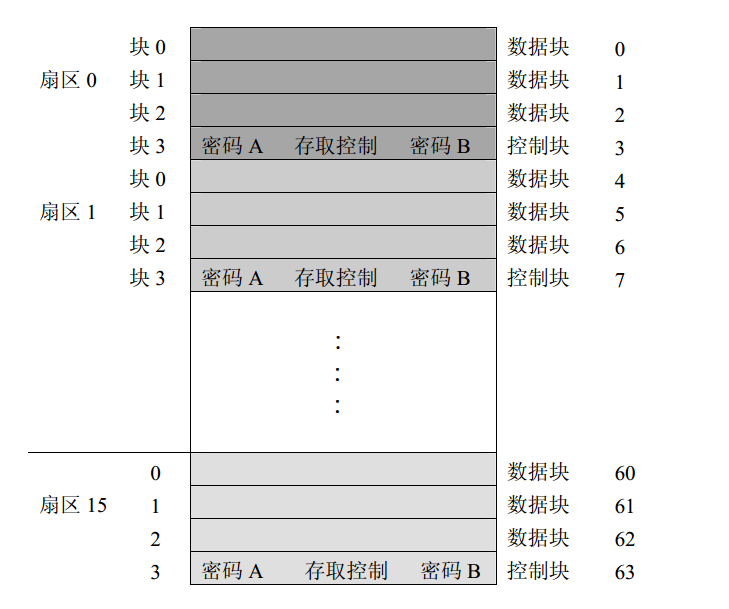 块 0 数据块 0
扇区 0 块 1 数据块 1
块 2 数据块 2
块 3 密码 A 存取控制 密码 B 控制块 3
块 0 数据块 4
扇区 1 块 1 数据块 5
块 2 数据块 6
块 3 密码 A 存取控制 密码 B 控制块 7
:
:
:
0 数据块 60
扇区 15 1 数据块 61
2 数据块 62
3 密码 A 存取控制 密码 B 控制块 63